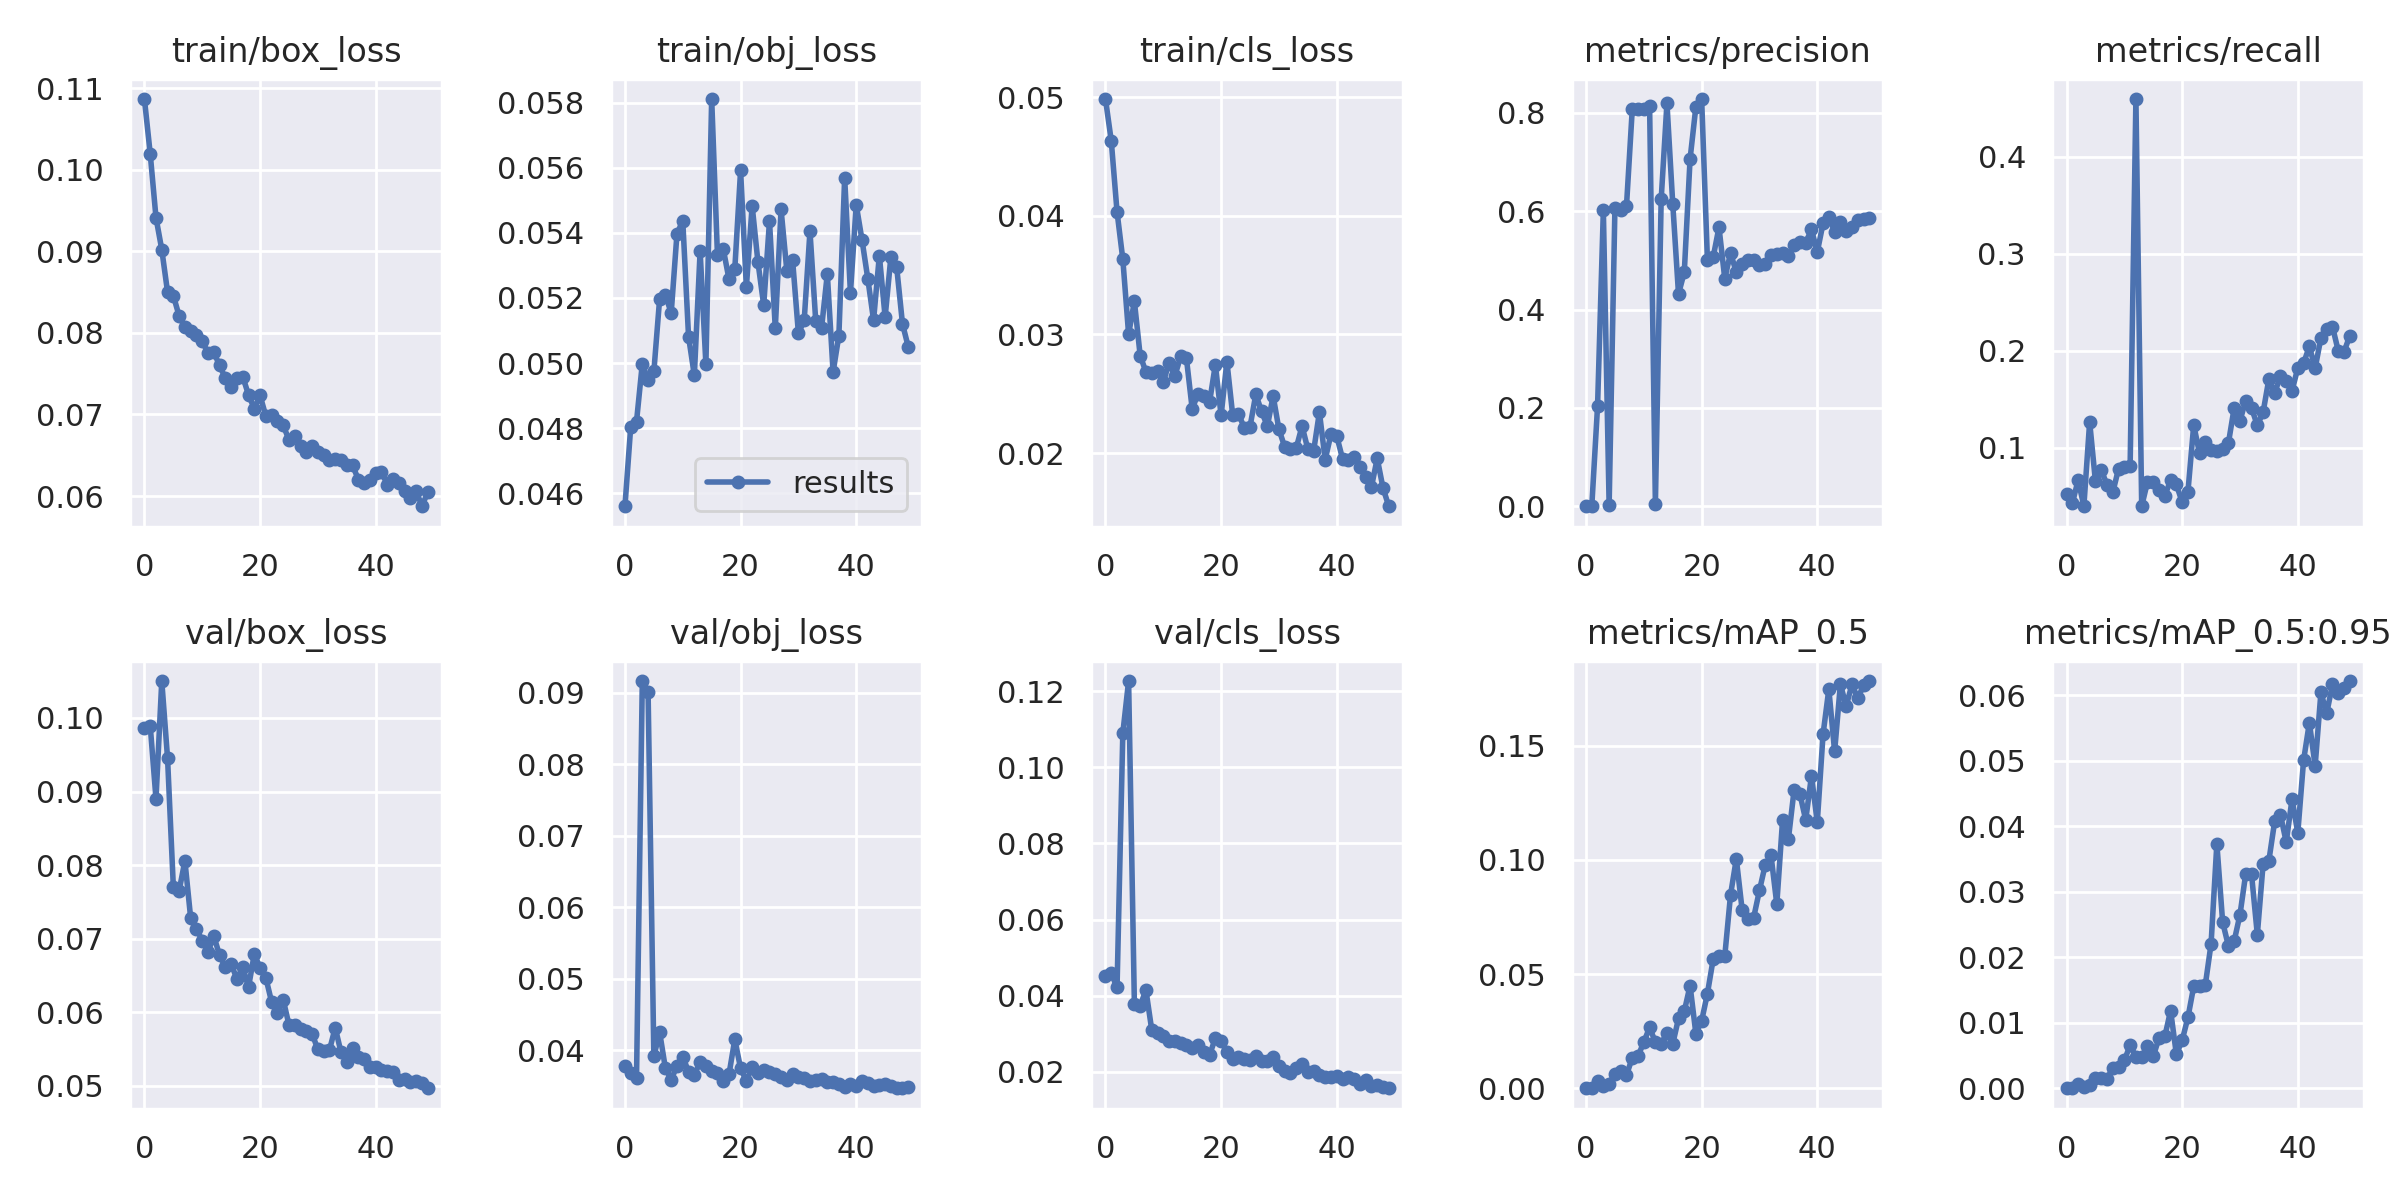 train/box_loss
0.11
0.10
0.09
0.08
0.07
0.06
0 20 40
train/obj_loss
0.058
0.056
0.054
0.052
0.050
0.048
0.046
results
0 20 40
train/cls_loss
0.05
0.04
0.03
0.02
0 20 40
metrics/precision
0.8
0.6
0.4
0.2
0.0
0 20 40
metrics/recall
0.4
0.3
0.2
0.1
0 20 40
val/box_loss
0.10
0.09
0.08
0.07
0.06
0.05
0 20 40
val/obj_loss
0.09
0.08
0.07
0.06
0.05
0.04
0 20 40
val/cls_loss
0.12
0.10
0.08
0.06
0.04
0.02
0 20 40
metrics/mAP_0.5
0.15
0.10
0.05
0.00
0 20 40
metrics/mAP_0.5:0.95
0.06
0.05
0.04
0.03
0.02
0.01
0.00
0 20 40